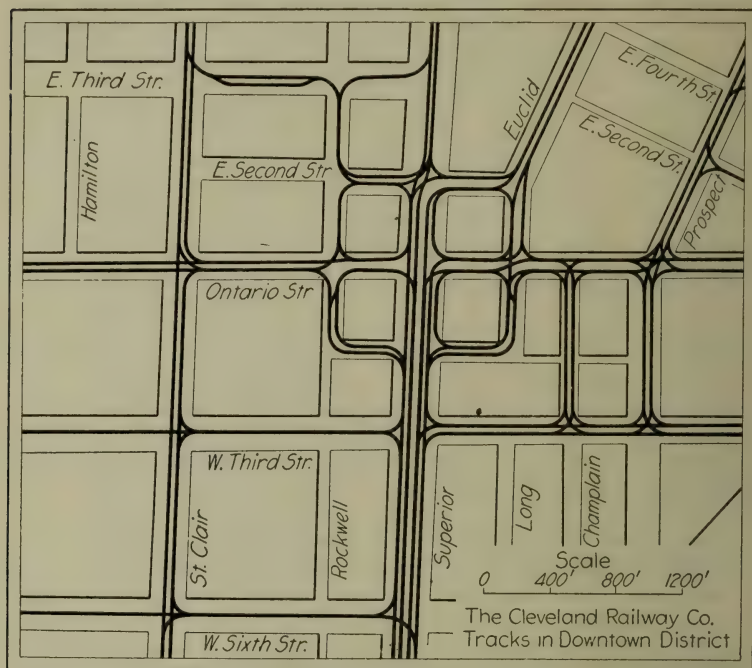 E. Third Str.
Hamilton
E. Second Str
Euclid
E. Fourth St.
E. Second St.
Prospect
Ontario Str
W. Third Str.
St. Clair
Rockwell
Superior
Long
Champlain
Scale
0 400' 800' 1200'
The Cleveland Railway Co.
Tracks in Downtown District
W. Sixth Str.